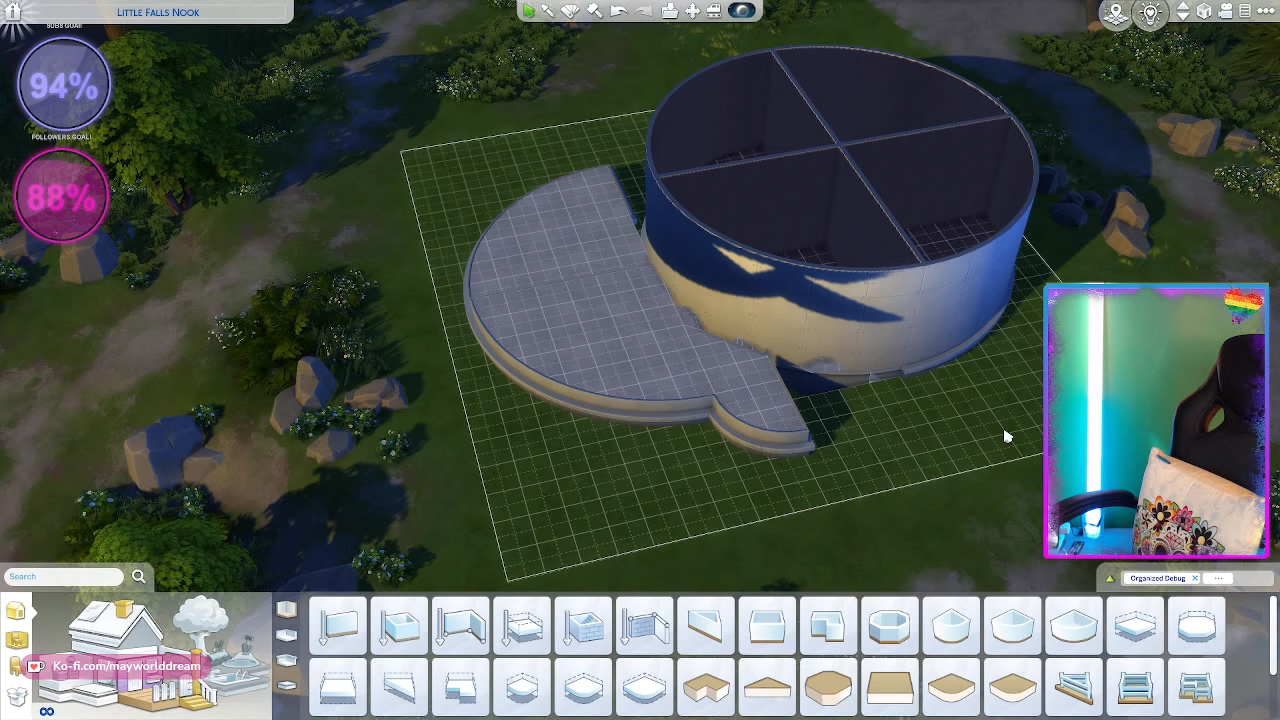 LITTLE FALLS NOOK
SUBS GOAL!
94%
FOLLOWERS GOAL!
88%
Search
Organized Debug
Ko-fi.com/mayworlddream